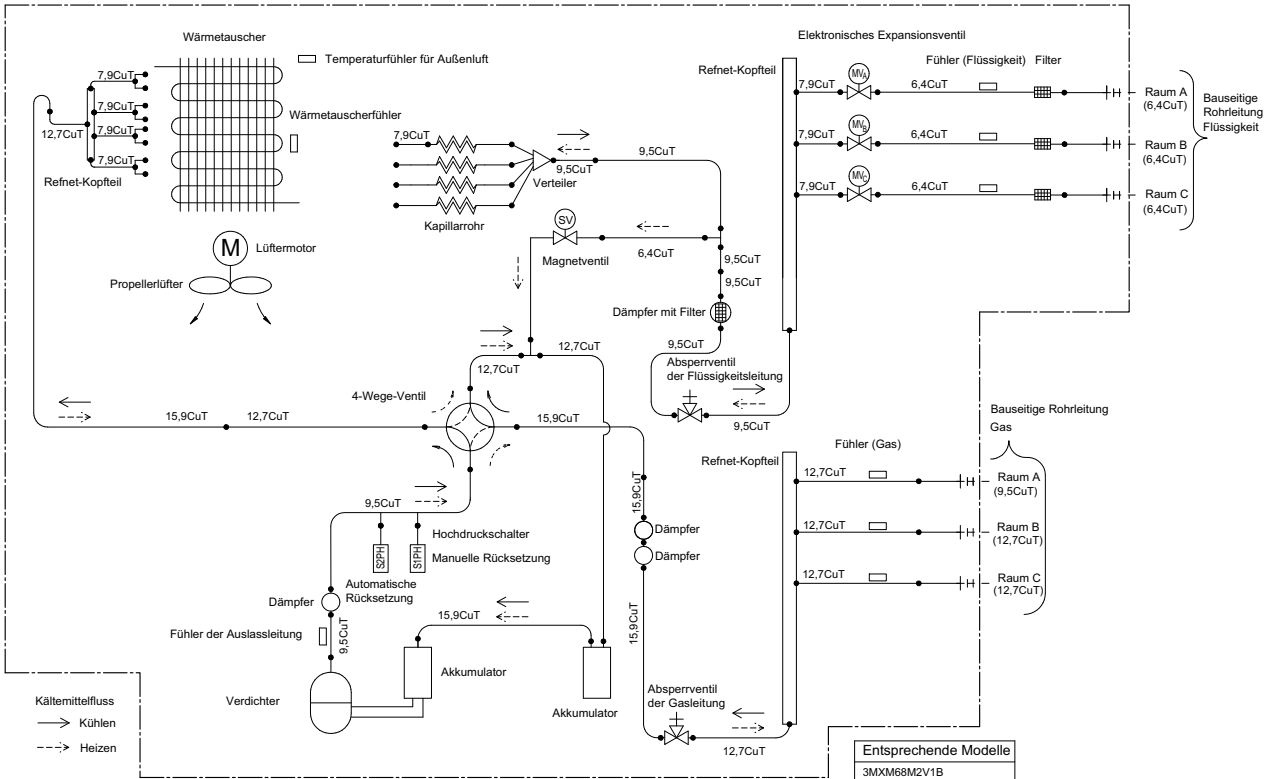 Wärmetauscher
Temperaturfühler für Außenluft
7,9CuT
7,9CuT
7,9CuT
7,9CuT
12,7CuT
Refnet-Kopfteil
Wärmetauscherfühler
M
Lüftermotor
Propellerlüfter
7,9CuT
Kapillarrohr
Verteiler
9,5CuT
9,5CuT
SV
Magnetventil
6,4CuT
9,5CuT
9,5CuT
Dämpfer mit Filter
9,5CuT
Absperrventil
der Flüssigkeitsleitung
9,5CuT
Elektronisches Expansionsventil
Refnet-Kopfteil
Fühler (Flüssigkeit)
Filter
7,9CuT
MVA
6,4CuT
Raum A
(6,4CuT)
7,9CuT
MVB
6,4CuT
Raum B
(6,4CuT)
7,9CuT
MVC
6,4CuT
Raum C
(6,4CuT)
Bauseitige
Rohrleitung
Flüssigkeit
12,7CuT
12,7CuT
4-Wege-Ventil
15,9CuT
12,7CuT
15,9CuT
9,5CuT
Hochdruckschalter
S2PH
S1PH
Manuelle Rücksetzung
Automatische
Rücksetzung
Dämpfer
Fühler der Auslassleitung
9,5CuT
Verdichter
15,9CuT
Akkumulator
Akkumulator
15,9CuT
Dämpfer
Dämpfer
15,9CuT
Absperrventil
der Gasleitung
12,7CuT
Refnet-Kopfteil
Fühler (Gas)
Bauseitige Rohrleitung
Gas
12,7CuT
Raum A
(9,5CuT)
12,7CuT
Raum B
(12,7CuT)
12,7CuT
Raum C
(12,7CuT)
Kältemittelfluss
Kühlen
Heizen
Entsprechende Modelle
3MXM68M2V1B